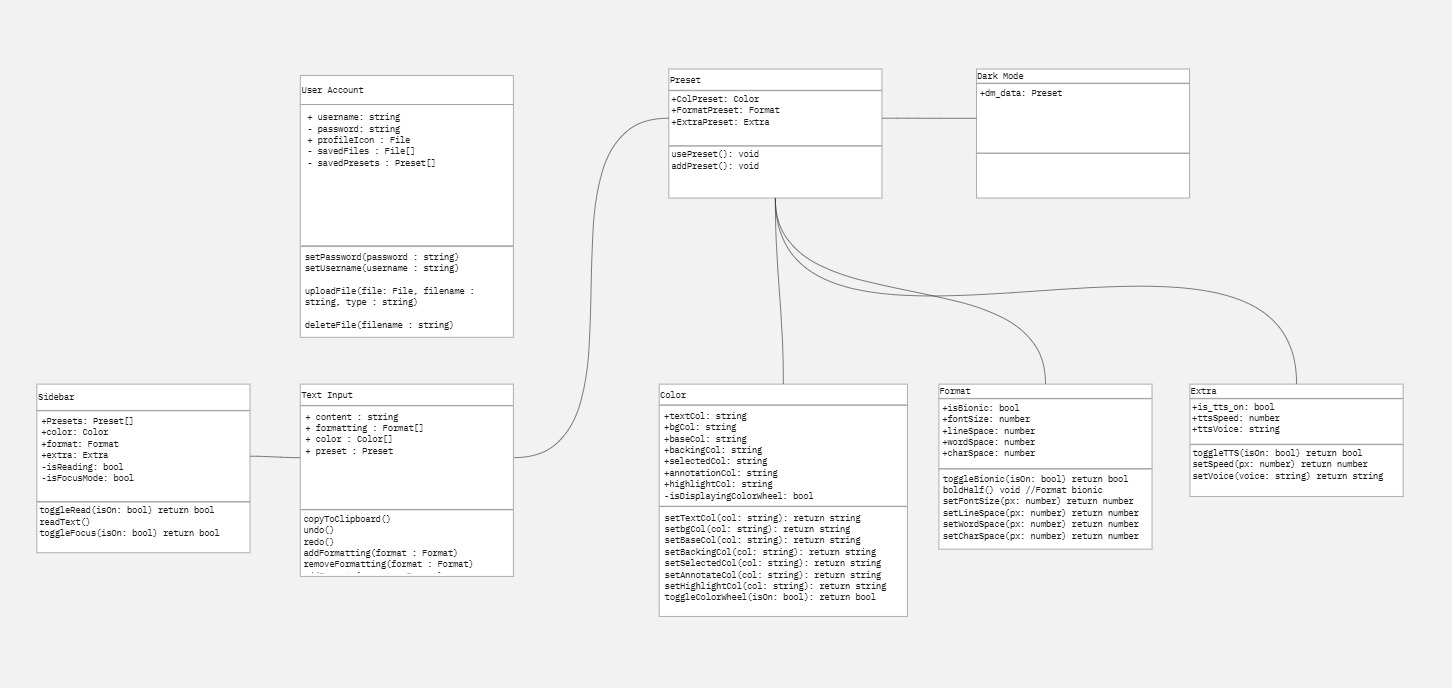 User Account
+ username: string
- password: string
+ profileIcon : File
- savedFiles : File[]
- savedPresets : Preset[]
setPassword(password : string)
setUsername(username : string)
uploadFile(file: File, filename :
string, type : string)
deleteFile(filename : string)
Preset
+ColPreset: Color
+FormatPreset: Format
+ExtraPreset: Extra
usePreset(): void
addPreset(): void
Dark Mode
+dm_data: Preset
Sidebar
+Presets: Preset[]
+color: Color
+format: Format
+extra: Extra
-isReading: bool
-isFocusMode: bool
toggleRead(isOn: bool) return bool
readText()
toggleFocus(isOn: bool) return bool
Text Input
+ content : string
+ formatting : Format[]
+ color : Color[]
+ preset : Preset
copyToClipboard()
undo()
redo()
addFormatting(format : Format)
removeFormatting(format : Format)
Color
+textCol: string
+bgCol: string
+baseCol: string
+backingCol: string
+selectedCol: string
+annotationCol: string
+highlightCol: string
-isDisplayingColorWheel: bool
setTextCol(col: string): return string
setbgCol(col: string): return string
setBaseCol(col: string): return string
setBackingCol(col: string): return string
setSelectedCol(col: string): return string
setAnnotateCol(col: string): return string
setHighlightCol(col: string): return string
toggleColorWheel(isOn: bool): return bool
Format
+isBionic: bool
+fontSize: number
+lineSpace: number
+wordSpace: number
+charSpace: number
toggleBionic(isOn: bool) return bool
boldHalf() void //Format bionic
setFontSize(px: number) return number
setLineSpace(px: number) return number
setWordSpace(px: number) return number
setCharSpace(px: number) return number
Extra
+is_tts_on: bool
+ttsSpeed: number
+ttsVoice: string
toggleTTS(isOn: bool) return bool
setSpeed(px: number) return number
setVoice(voice: string) return string